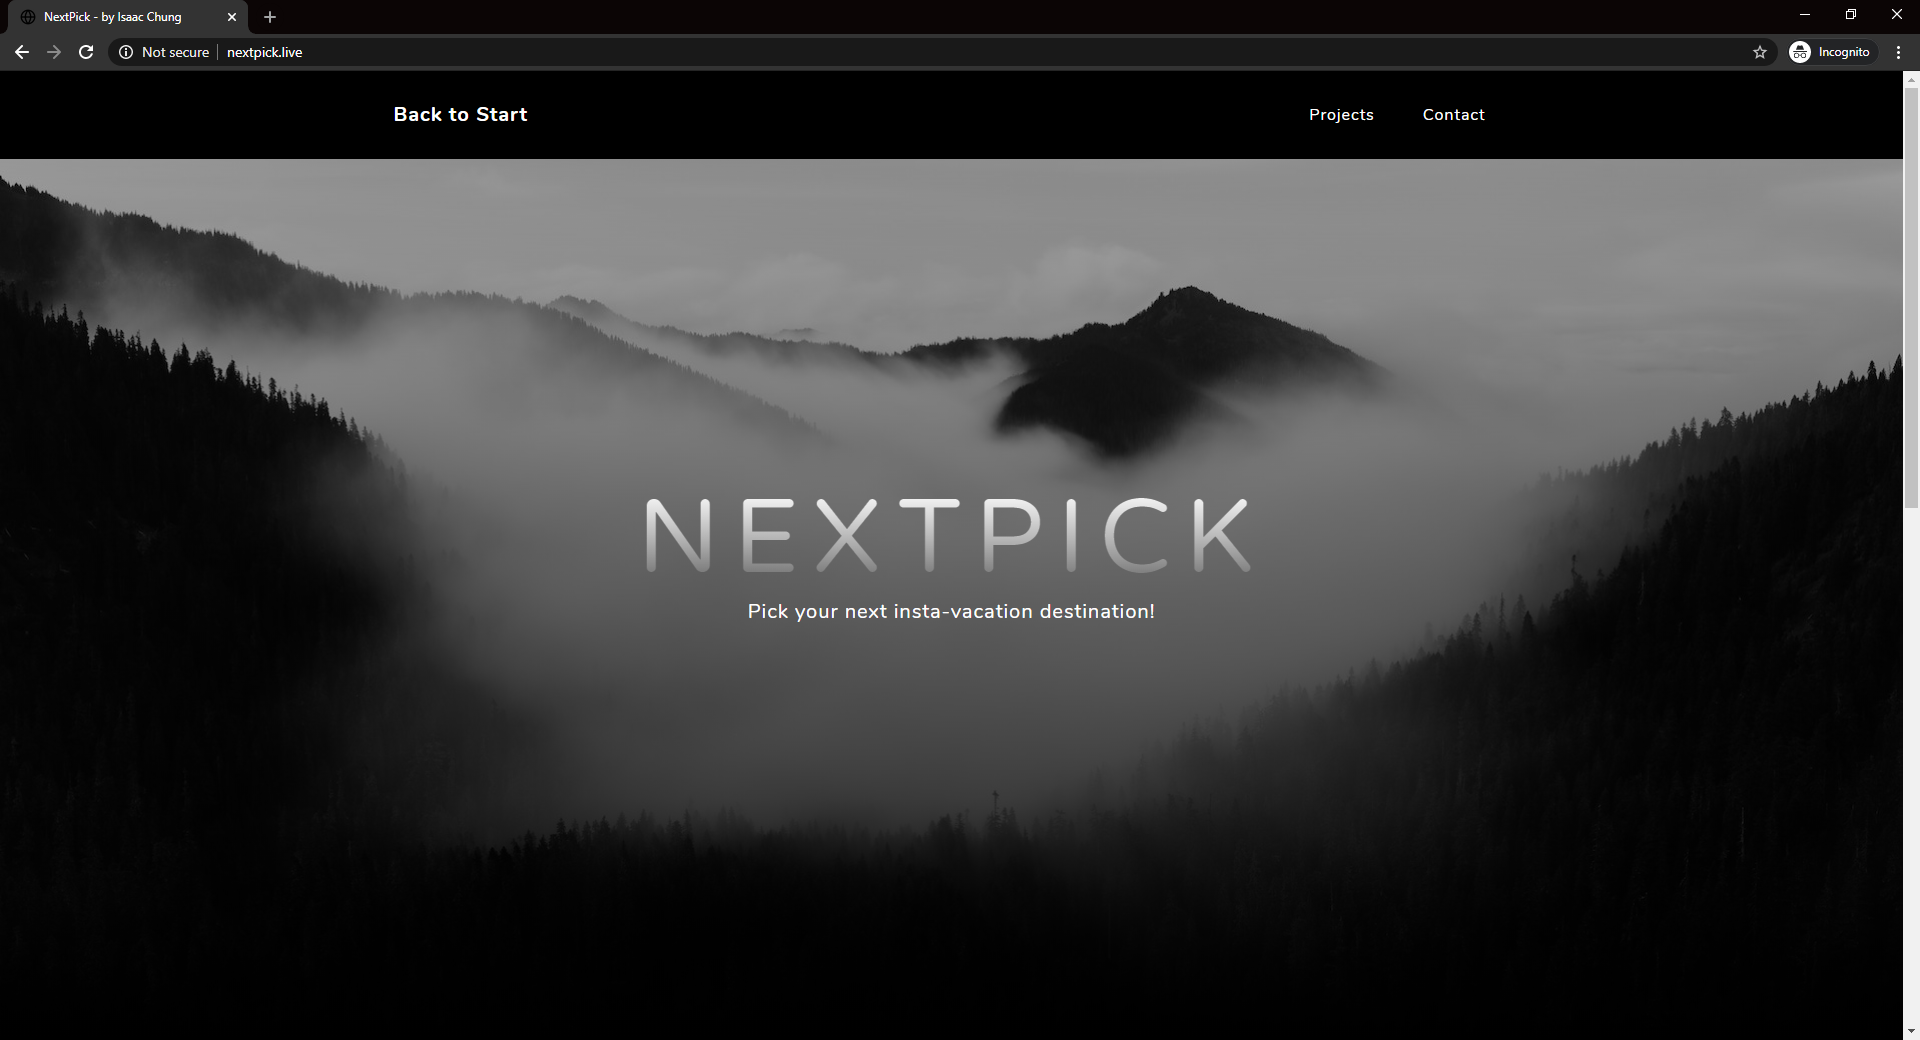 NextPick - by Isaac Chung
Not secure nextpick.live
Incognito
Back to Start
Projects
Contact
NEXTPICK
Pick your next insta-vacation destination!